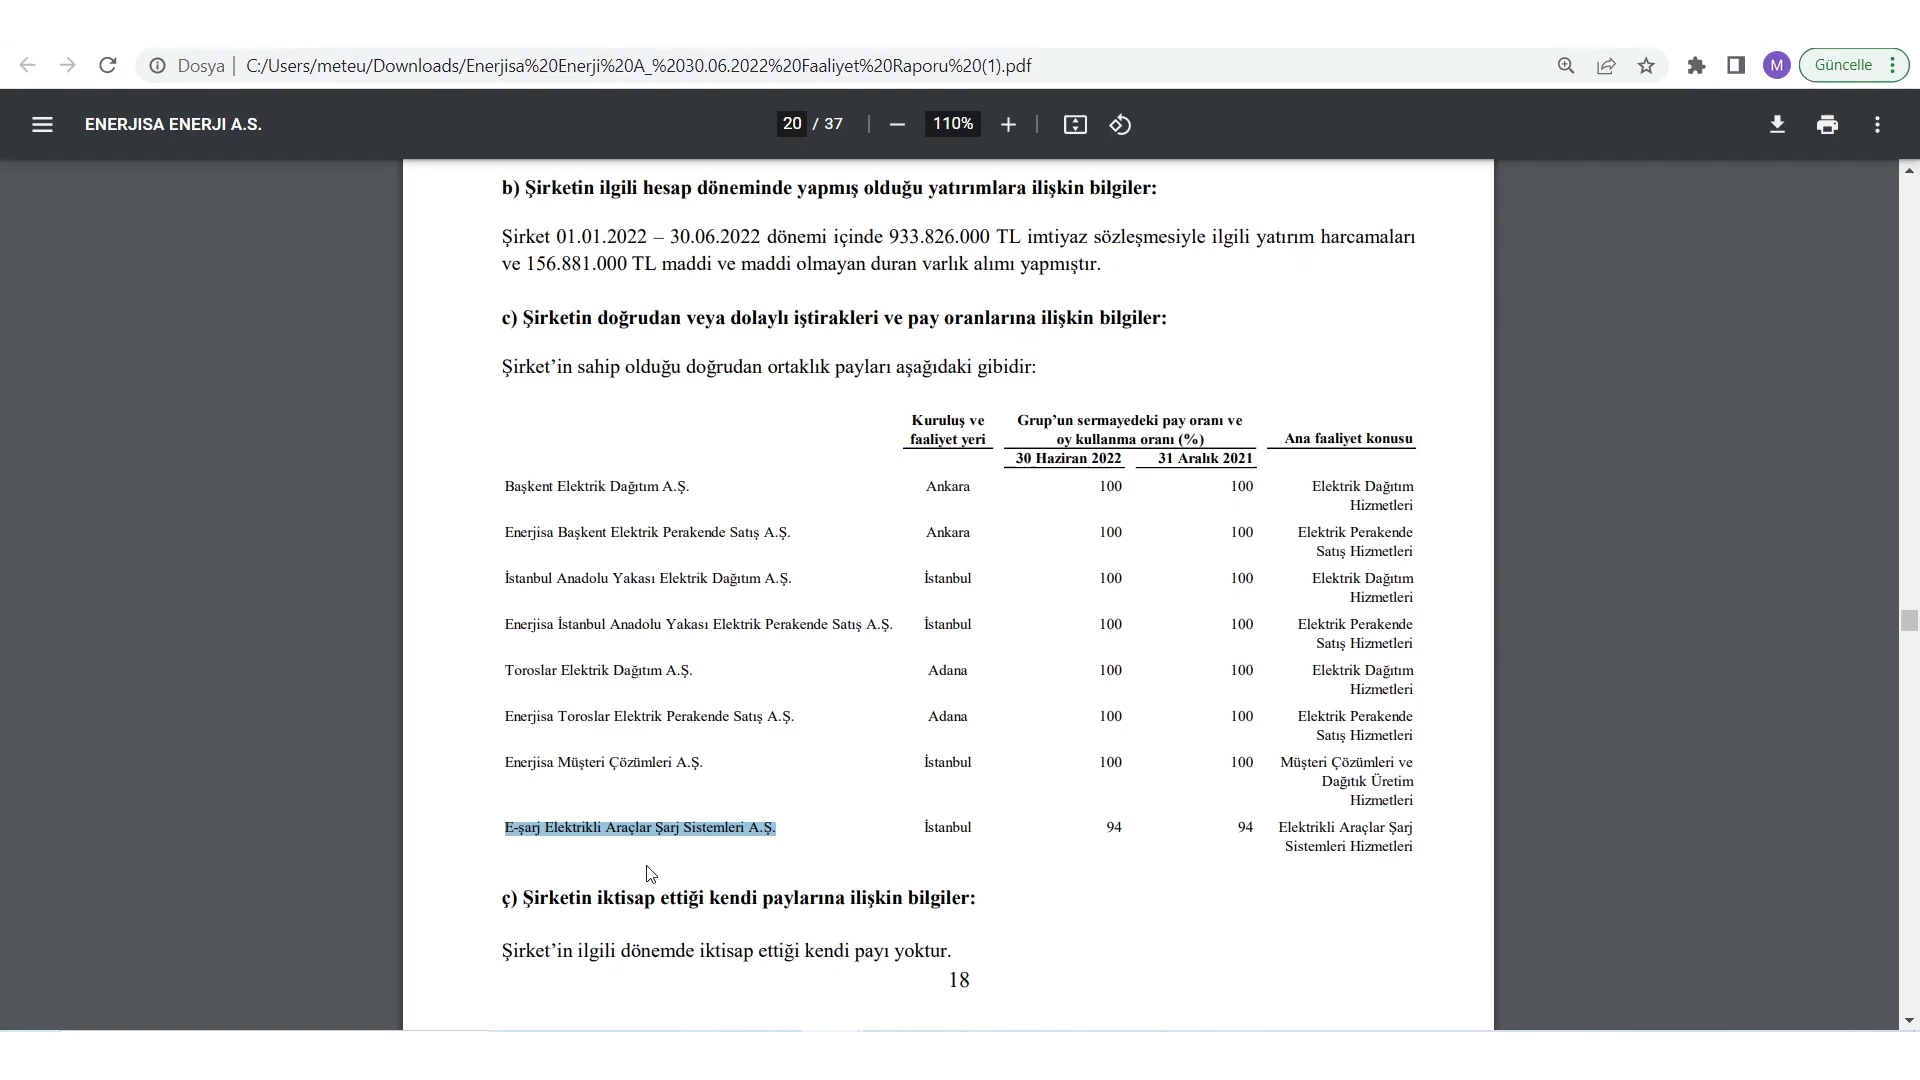 Dosya | C:/Users/meteu/Downloads/Enerjisa%20Enerji%20A_%2030.06.2022%20Faaliyet%20Raporu%20(1).pdf
M
Güncelle
ENERJISA ENERJI A.S.
20 / 37
110%
b) Şirketin ilgili hesap döneminde yapmış olduğu yatırımlara ilişkin bilgiler:
Şirket 01.01.2022 – 30.06.2022 dönemi içinde 933.826.000 TL imtiyaz sözleşmesiyle ilgili yatırım harcamaları
ve 156.881.000 TL maddi ve maddi olmayan duran varlık alımı yapmıştır.
c) Şirketin doğrudan veya dolaylı iştirakleri ve pay oranlarına ilişkin bilgiler:
Şirket’in sahip olduğu doğrudan ortaklık payları aşağıdaki gibidir:
Kuruluş ve Grup’un sermayedeki pay oranı ve
faaliyet yeri oy kullanma oranı (%) Ana faaliyet konusu
30 Haziran 2022 31 Aralık 2021
Başkent Elektrik Dağıtım A.Ş. Ankara 100 100 Elektrik Dağıtım
Hizmetleri
Enerjisa Başkent Elektrik Perakende Satış A.Ş. Ankara 100 100 Elektrik Perakende
Satış Hizmetleri
İstanbul Anadolu Yakası Elektrik Dağıtım A.Ş. İstanbul 100 100 Elektrik Dağıtım
Hizmetleri
Enerjisa İstanbul Anadolu Yakası Elektrik Perakende Satış A.Ş. İstanbul 100 100 Elektrik Perakende
Satış Hizmetleri
Toroslar Elektrik Dağıtım A.Ş. Adana 100 100 Elektrik Dağıtım
Hizmetleri
Enerjisa Toroslar Elektrik Perakende Satış A.Ş. Adana 100 100 Elektrik Perakende
Satış Hizmetleri
Enerjisa Müşteri Çözümleri A.Ş. İstanbul 100 100 Müşteri Çözümleri ve
Dağıtık Üretim
Hizmetleri
E-şarj Elektrikli Araçlar Şarj Sistemleri A.Ş. İstanbul 94 94 Elektrikli Araçlar Şarj
Sistemleri Hizmetleri
ç) Şirketin iktisap ettiği kendi paylarına ilişkin bilgiler:
Şirket’in ilgili dönemde iktisap ettiği kendi payı yoktur.
18